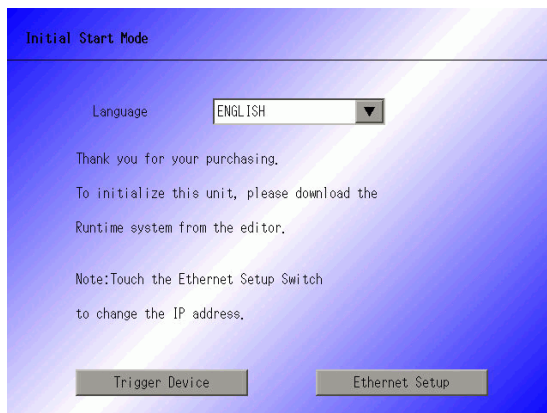 Initial Start Mode
Language ENGLISH
Thank you for your purchasing.
To initialize this unit, please download the
Runtime system from the editor.
Note:Touch the Ethernet Setup Switch
to change the IP address.
Trigger Device Ethernet Setup